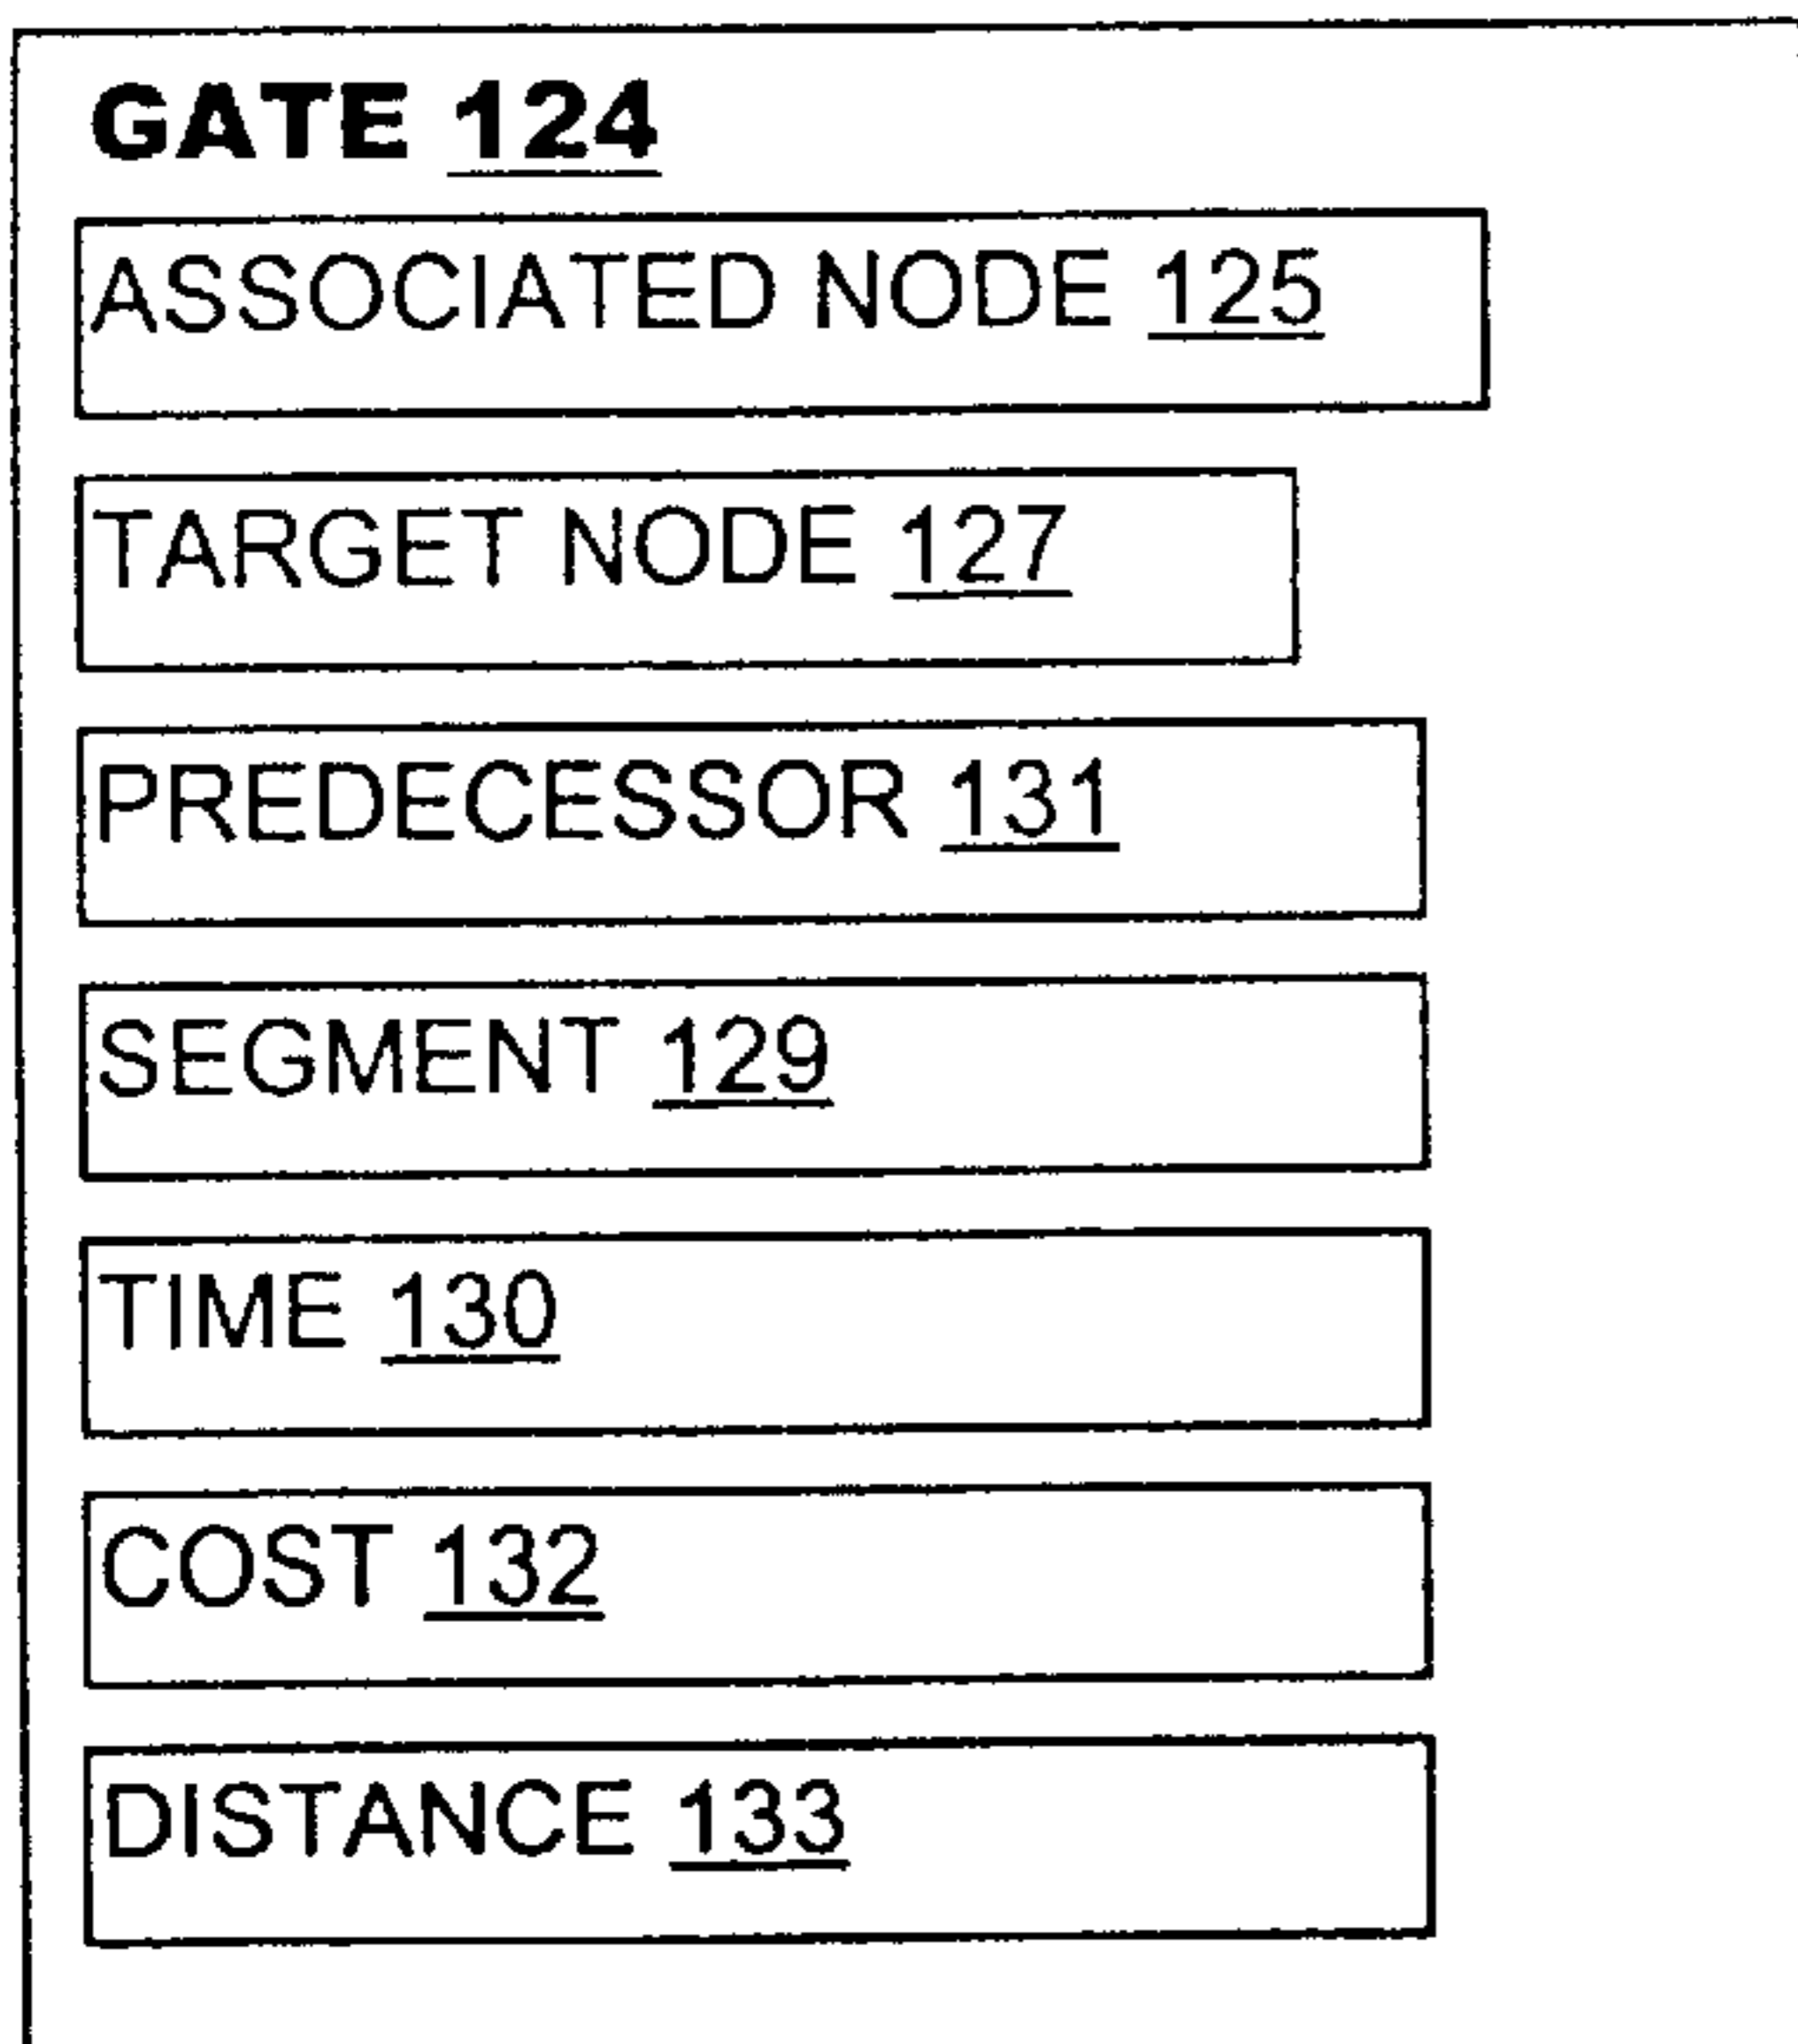 GATE 124
ASSOCIATED NODE 125
TARGET NODE 127
PREDECESSOR 131
SEGMENT 129
TIME 130
COST 132
DISTANCE 133